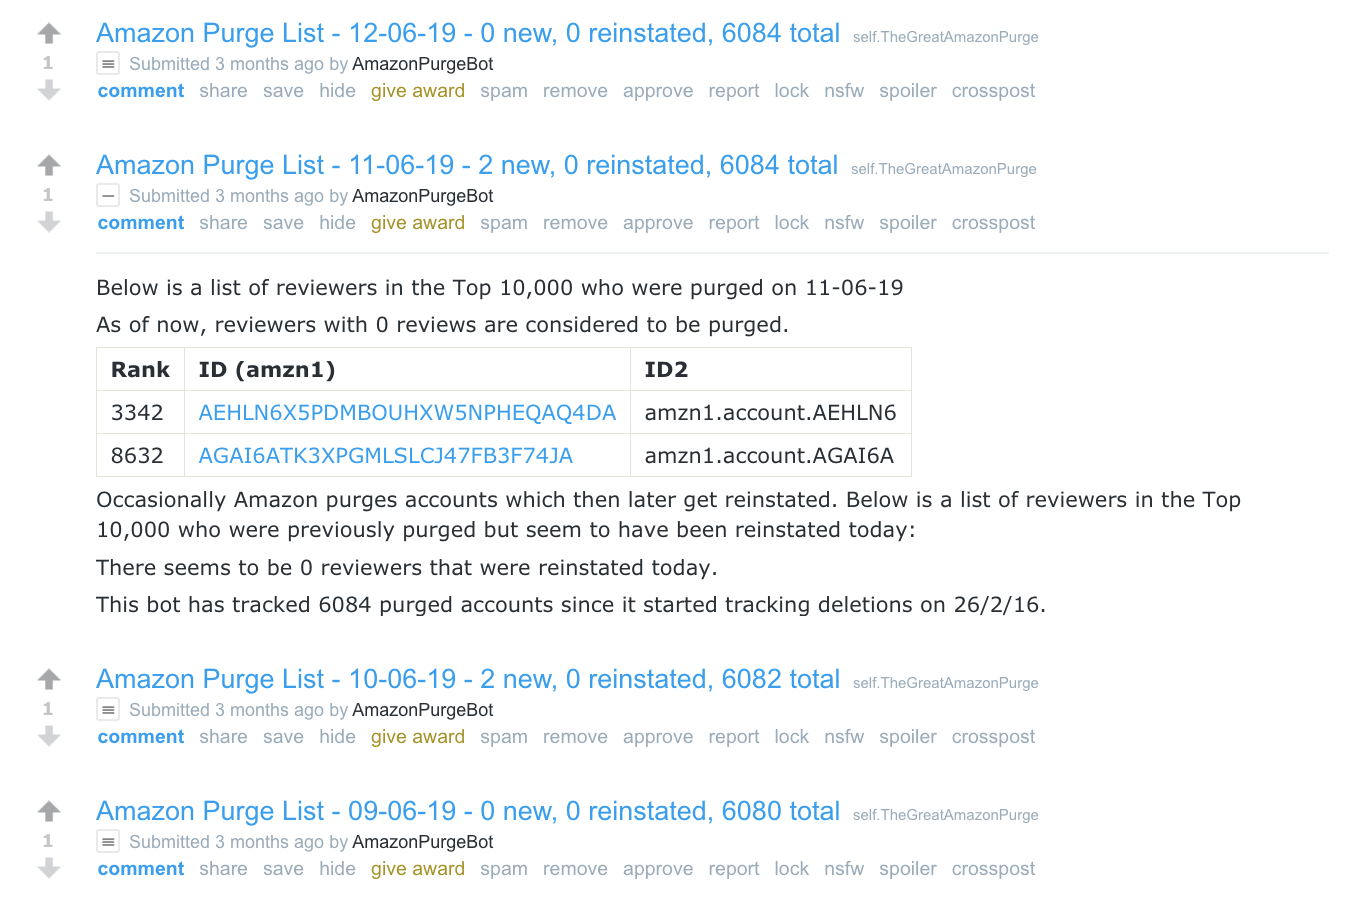 Amazon Purge List - 12-06-19 - 0 new, 0 reinstated, 6084 total self.TheGreatAmazonPurge
1 Submitted 3 months ago by AmazonPurgeBot
comment share save hide give award spam remove approve report lock nsfw spoiler crosspost
Amazon Purge List - 11-06-19 - 2 new, 0 reinstated, 6084 total self.TheGreatAmazonPurge
1 Submitted 3 months ago by AmazonPurgeBot
comment share save hide give award spam remove approve report lock nsfw spoiler crosspost
Below is a list of reviewers in the Top 10,000 who were purged on 11-06-19
As of now, reviewers with 0 reviews are considered to be purged.
Rank ID (amzn1) ID2
3342 AEHLN6X5PDMBOUHXW5NPHEQAQ4DA amzn1.account.AEHLN6
8632 AGAI6ATK3XPGMLSLCJ47FB3F74JA amzn1.account.AGAI6A
Occasionally Amazon purges accounts which then later get reinstated. Below is a list of reviewers in the Top
10,000 who were previously purged but seem to have been reinstated today:
There seems to be 0 reviewers that were reinstated today.
This bot has tracked 6084 purged accounts since it started tracking deletions on 26/2/16.
Amazon Purge List - 10-06-19 - 2 new, 0 reinstated, 6082 total self.TheGreatAmazonPurge
1 Submitted 3 months ago by AmazonPurgeBot
comment share save hide give award spam remove approve report lock nsfw spoiler crosspost
Amazon Purge List - 09-06-19 - 0 new, 0 reinstated, 6080 total self.TheGreatAmazonPurge
1 Submitted 3 months ago by AmazonPurgeBot
comment share save hide give award spam remove approve report lock nsfw spoiler crosspost